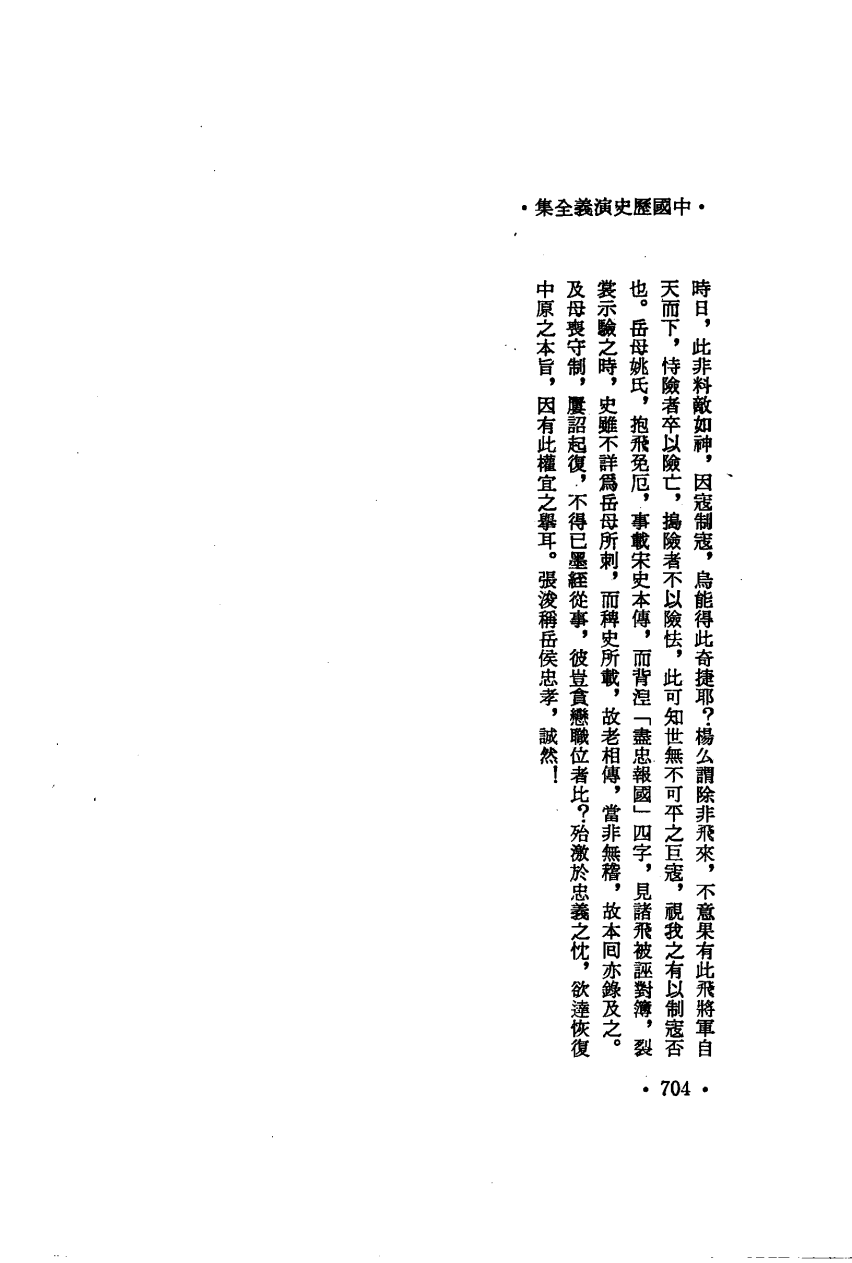 ·中國歷史演義全集·
時日，此非料敵如神，因寇制寇，烏能得此奇捷耶？楊么謂除非飛來，不意果有此飛將軍自
天而下，恃險者卒以險亡，搗險者不以險怯，此可知世無不可平之巨寇，視我之有以制寇否
也。岳母姚氏，抱飛免厄，事載宋史本傳，而背湼「盡忠報國」四字，見諸飛被誣對簿，裂
裳示驗之時，史雖不詳爲岳母所刺，而稗史所載，故老相傳，當非無稽，故本回亦錄及之。
及母喪守制，屢詔起復，不得已墨絰從事，彼豈貪戀職位者比？殆激於忠義之忱，欲達恢復
中原之本旨，因有此權宜之舉耳。張浚稱岳侯忠孝，誠然！
·704·